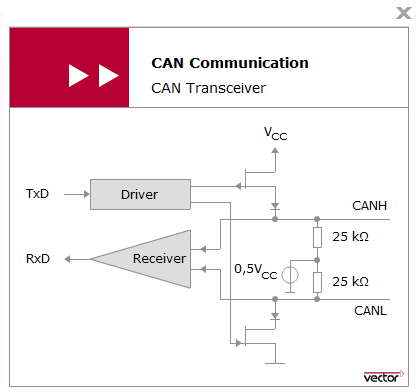 CAN Communication
CAN Transceiver
VCC
TxD
Driver
CANH
25 kΩ
RxD
Receiver
0,5VCC
25 kΩ
CANL
vector